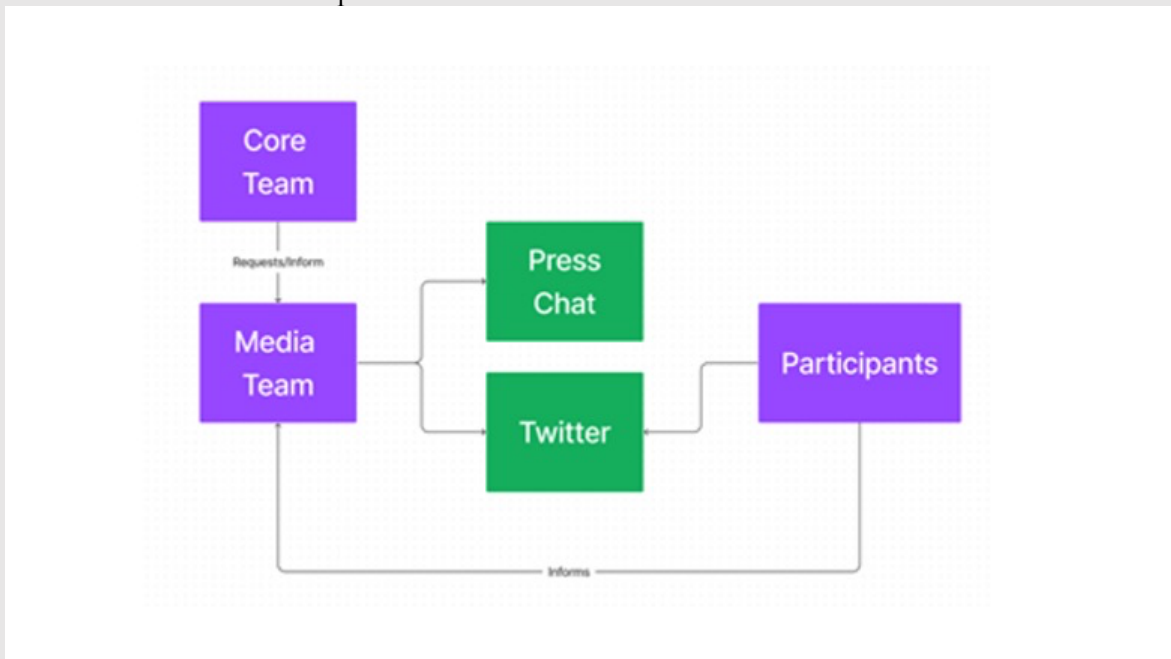 Core
Team
Requests/Inform
Press
Chat
Media
Team
Participants
Twitter
Informs